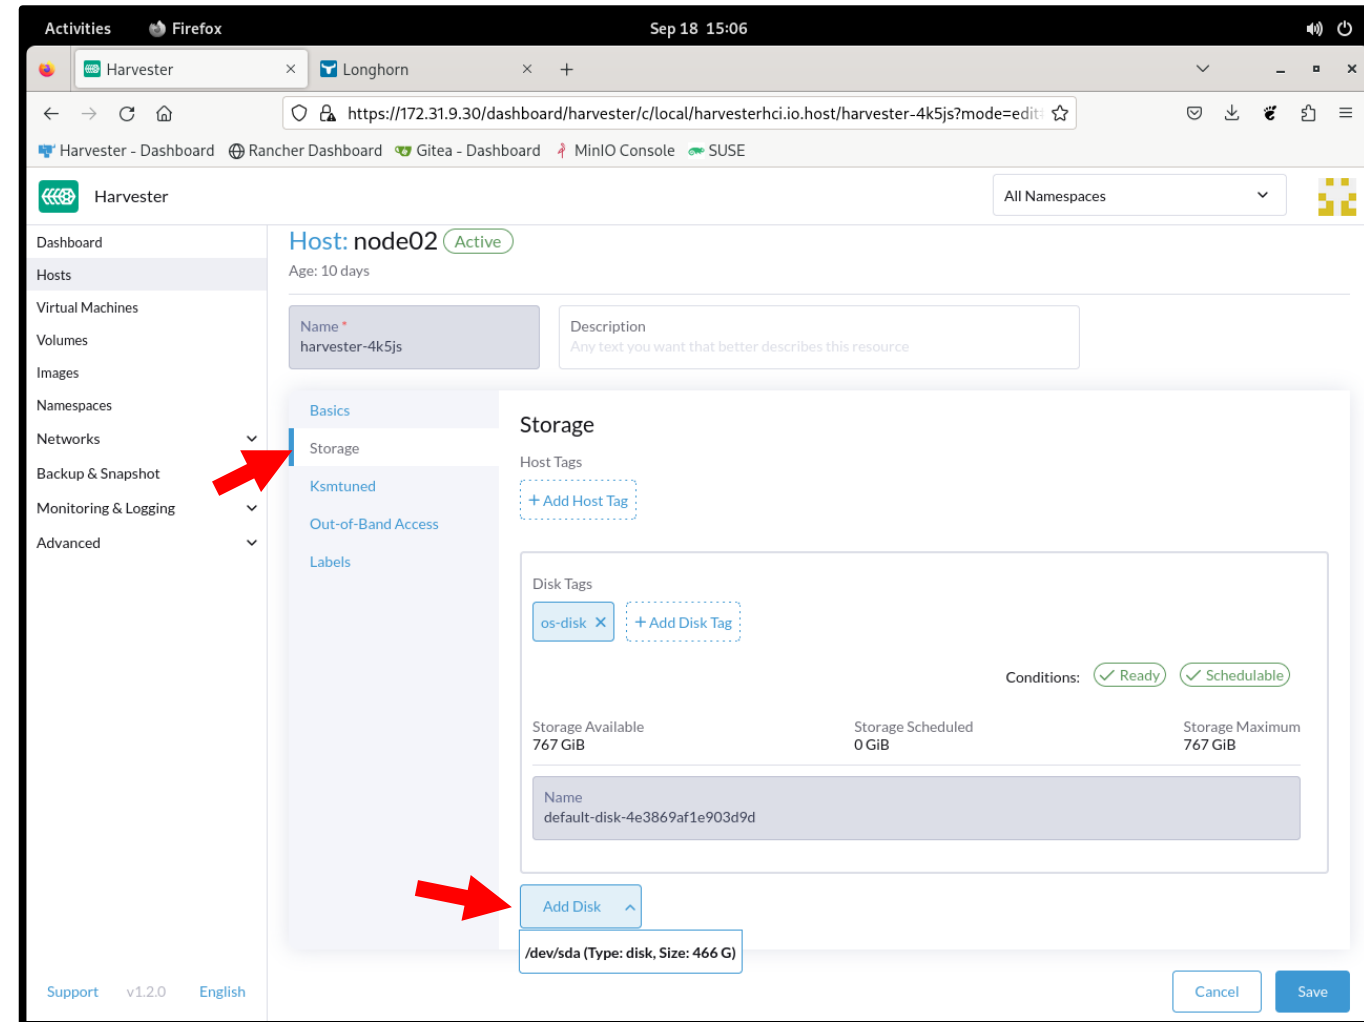 Activities Firefox Sep 18 15:06
Harvester × Longhorn × +
https://172.31.9.30/dashboard/harvester/c/local/harvesterhci.io.host/harvester-4k5js?mode=edit
Harvester - Dashboard Rancher Dashboard Gitea - Dashboard MinIO Console SUSE
Harvester All Namespaces
Dashboard
Hosts
Virtual Machines
Volumes
Images
Namespaces
Networks
Backup & Snapshot
Monitoring & Logging
Advanced
Support v1.2.0 English
Host: node02 Active
Age: 10 days
Name *
harvester-4k5js
Description
Any text you want that better describes this resource
Basics
Storage
Ksmtuned
Out-of-Band Access
Labels
Storage
Host Tags
+ Add Host Tag
Disk Tags
os-disk × + Add Disk Tag
Conditions: Ready Schedulable
Storage Available Storage Scheduled Storage Maximum
767 GiB 0 GiB 767 GiB
Name
default-disk-4e3869af1e903d9d
Add Disk
/dev/sda (Type: disk, Size: 466 G)
Cancel Save